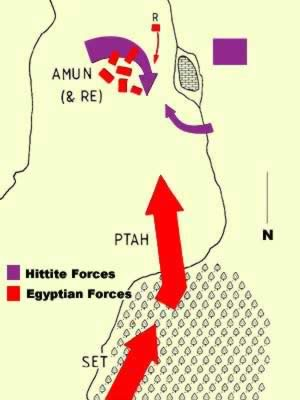 R
AMUN
(& RE)
PTAH
N
Hittite Forces
Egyptian Forces
SET